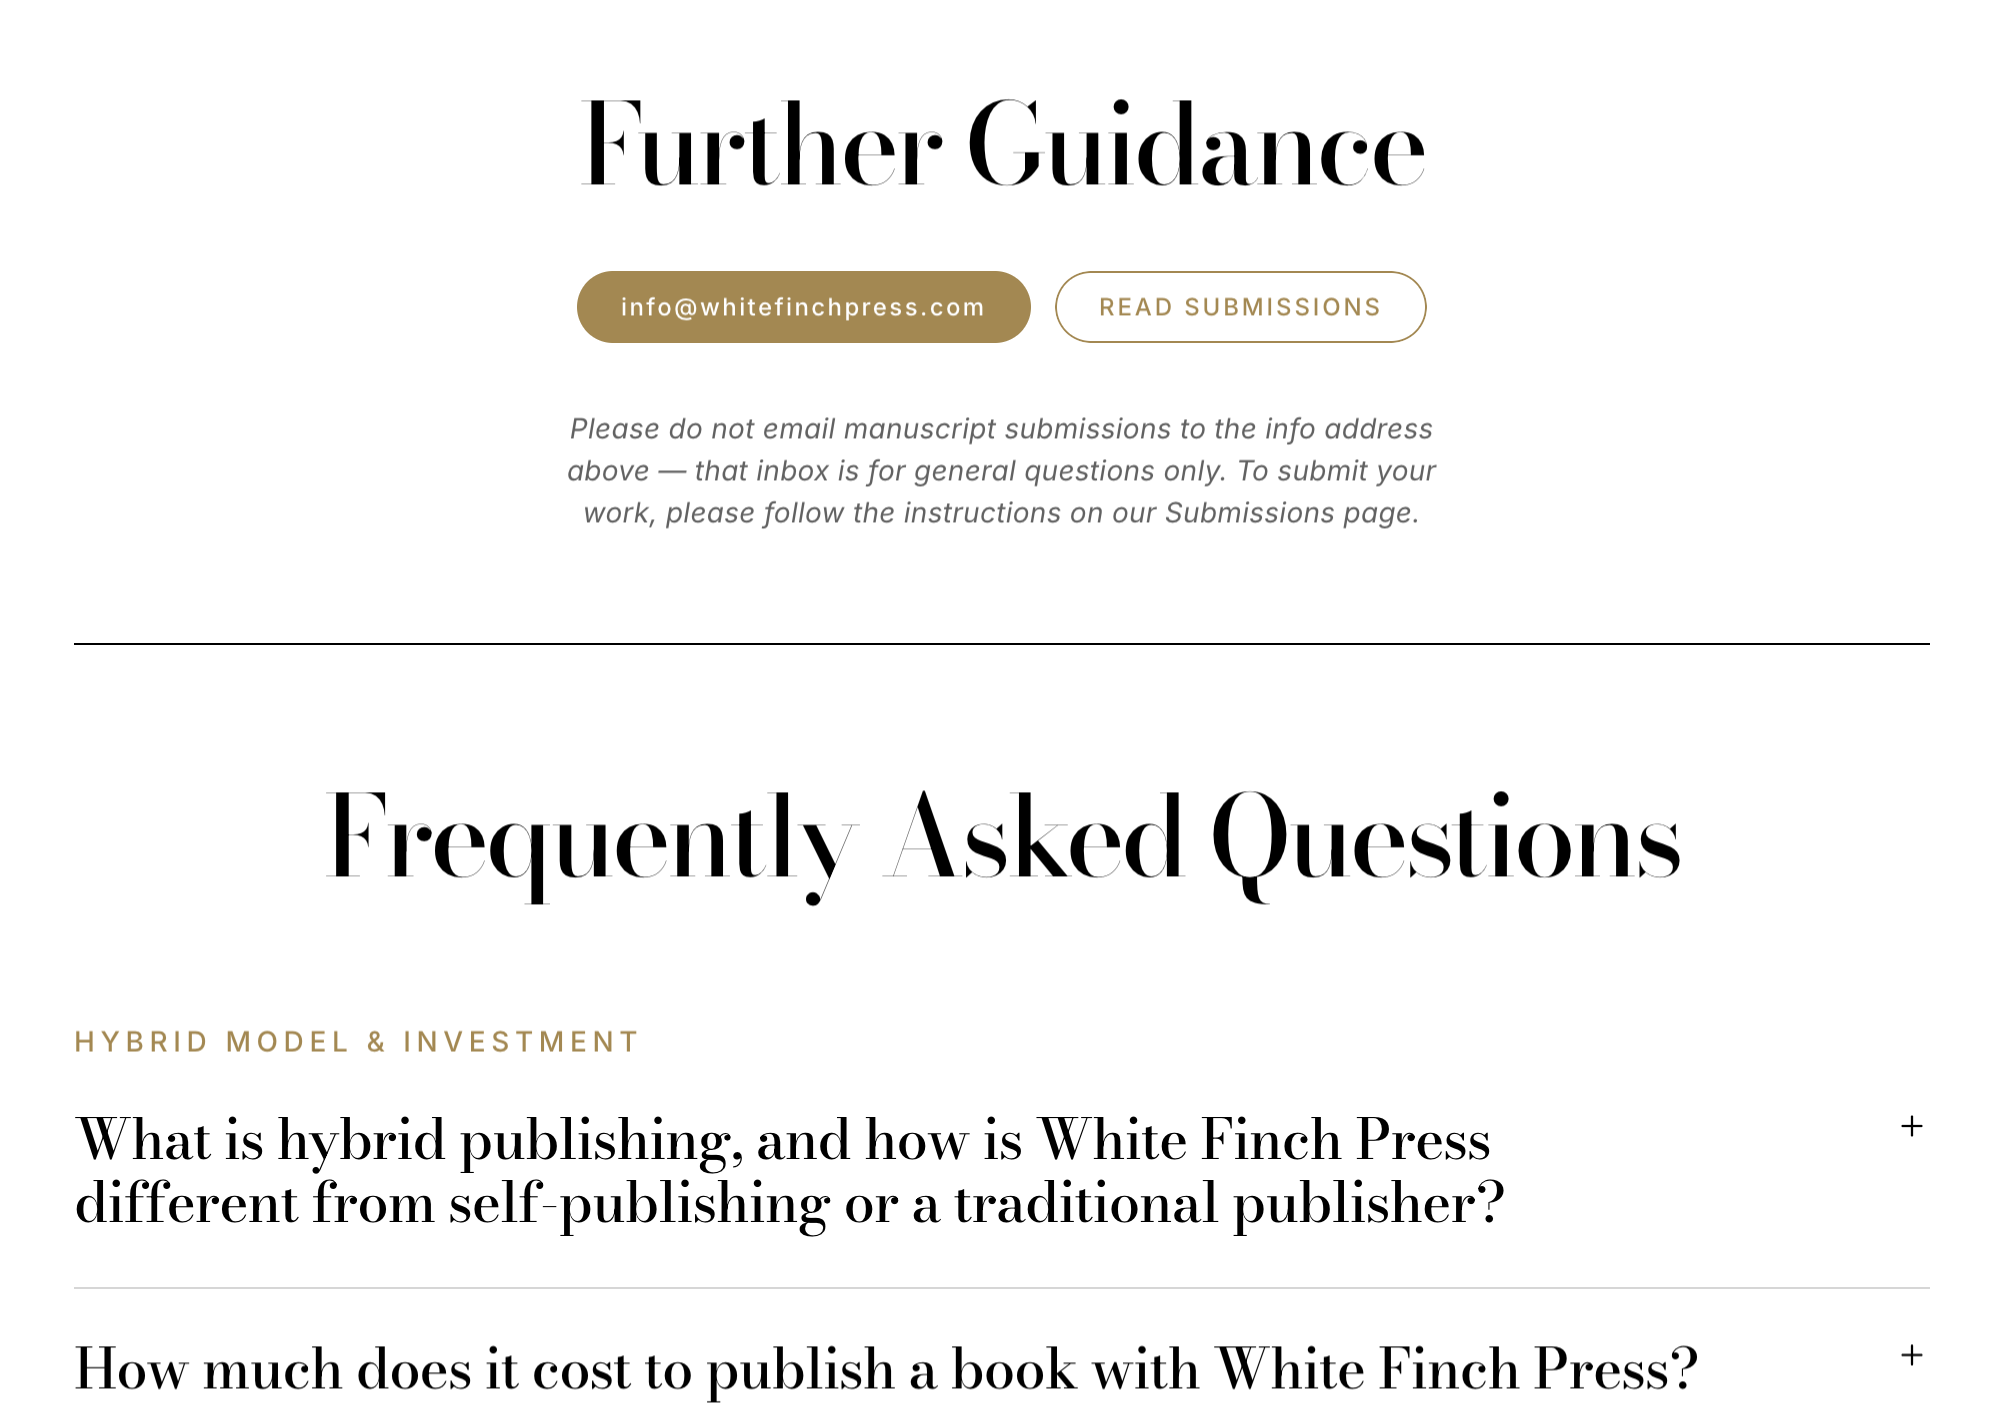 Further Guidance
info@whitefinchpress.com
READ SUBMISSIONS
Please do not email manuscript submissions to the info address
above — that inbox is for general questions only. To submit your
work, please follow the instructions on our Submissions page.
Frequently Asked Questions
HYBRID MODEL & INVESTMENT
What is hybrid publishing, and how is White Finch Press
different from self-publishing or a traditional publisher?
+
How much does it cost to publish a book with White Finch Press?
+